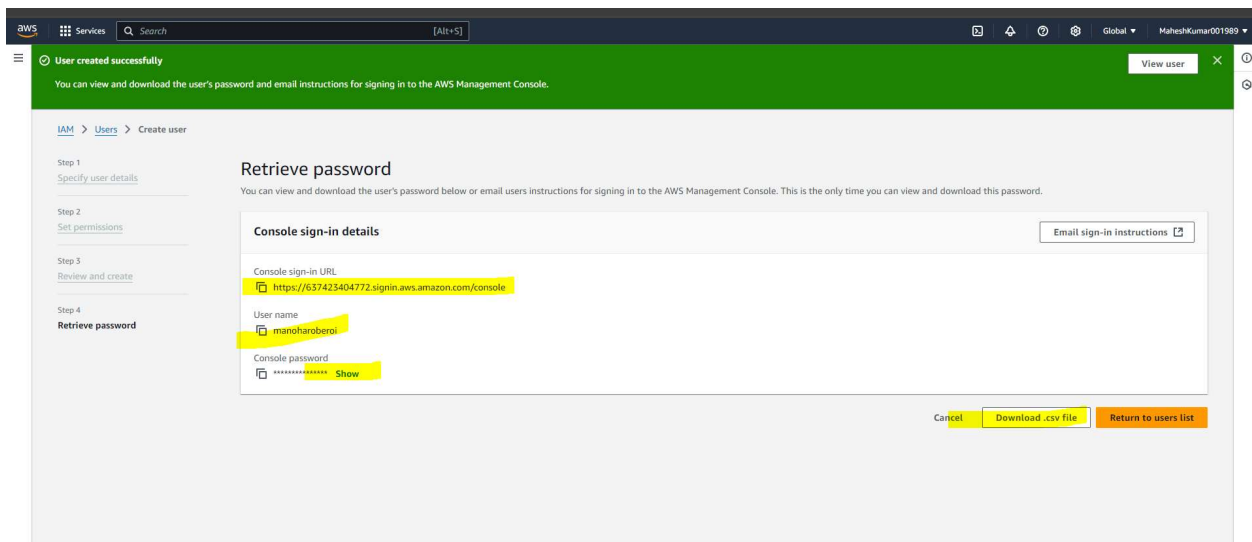 aws Services Search [Alt+S] Global MaheshKumar001989
User created successfully
View user
You can view and download the user's password and email instructions for signing in to the AWS Management Console.
IAM > Users > Create user
Step 1
Specify user details
Step 2
Set permissions
Step 3
Review and create
Step 4
Retrieve password
Retrieve password
You can view and download the user's password below or email users instructions for signing in to the AWS Management Console. This is the only time you can view and download this password.
Console sign-in details
Email sign-in instructions
Console sign-in URL
https://637423404772.signin.aws.amazon.com/console
User name
manoharoberoi
Console password
*************** Show
Cancel Download .csv file Return to users list